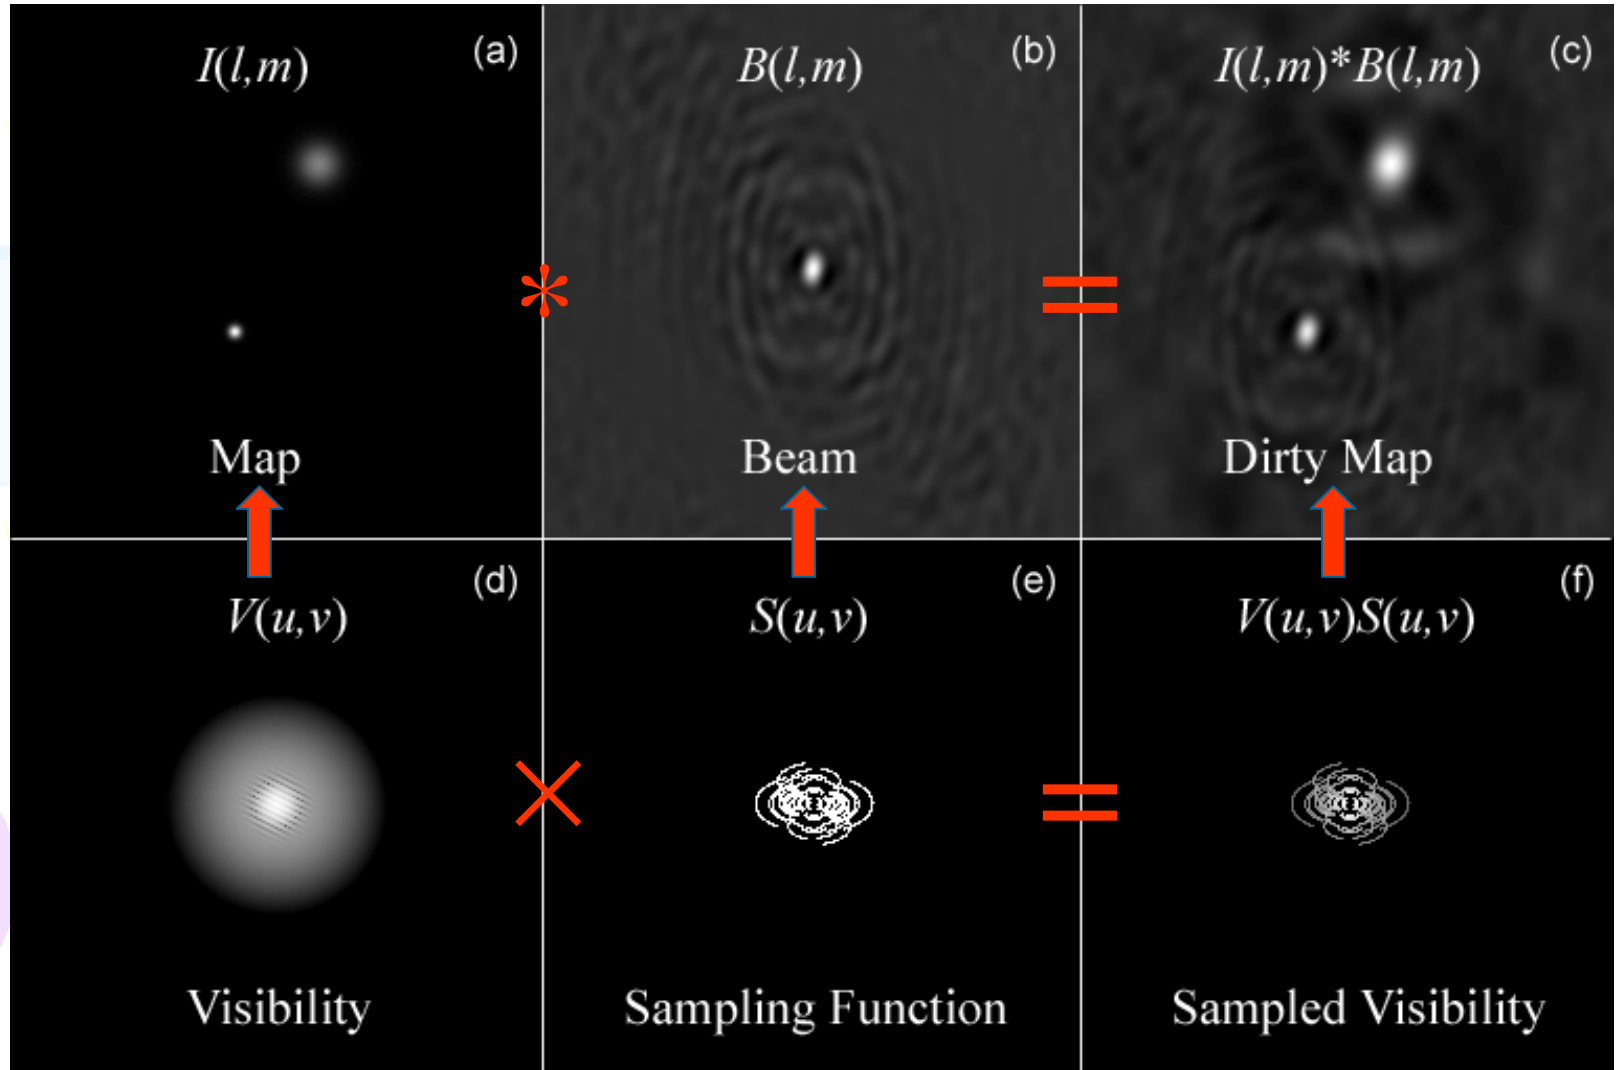 (a)
I(l,m)
Map
(b)
B(l,m)
Beam
(c)
I(l,m)*B(l,m)
Dirty Map
*
=
(d)
V(u,v)
Visibility
(e)
S(u,v)
Sampling Function
(f)
V(u,v)S(u,v)
Sampled Visibility
×
=